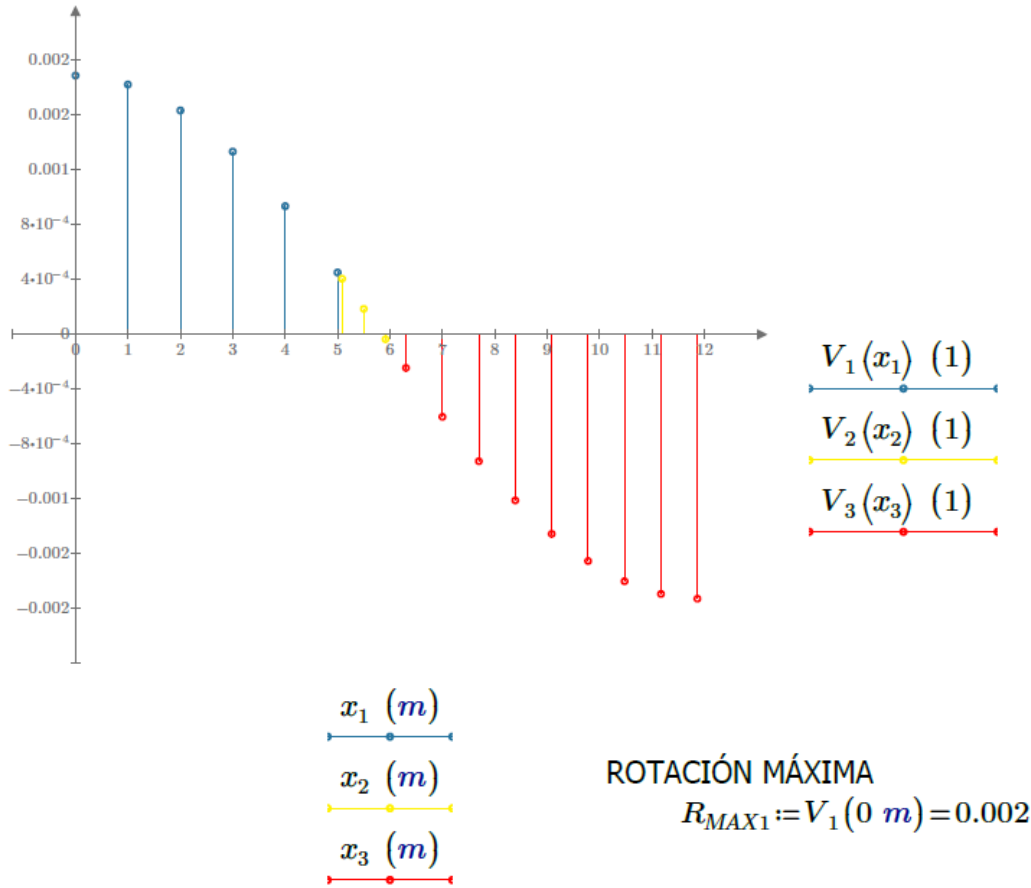 0.002
0.002
0.001
8·10⁻⁴
4·10⁻⁴
0
0 1 2 3 4 5 6 7 8 9 10 11 12
−4·10⁻⁴
−8·10⁻⁴
−0.001
−0.002
−0.002
V₁(x₁) (1)
V₂(x₂) (1)
V₃(x₃) (1)
x₁ (m)
x₂ (m)
x₃ (m)
ROTACIÓN MÁXIMA
R_MAX1 := V₁(0 m) = 0.002